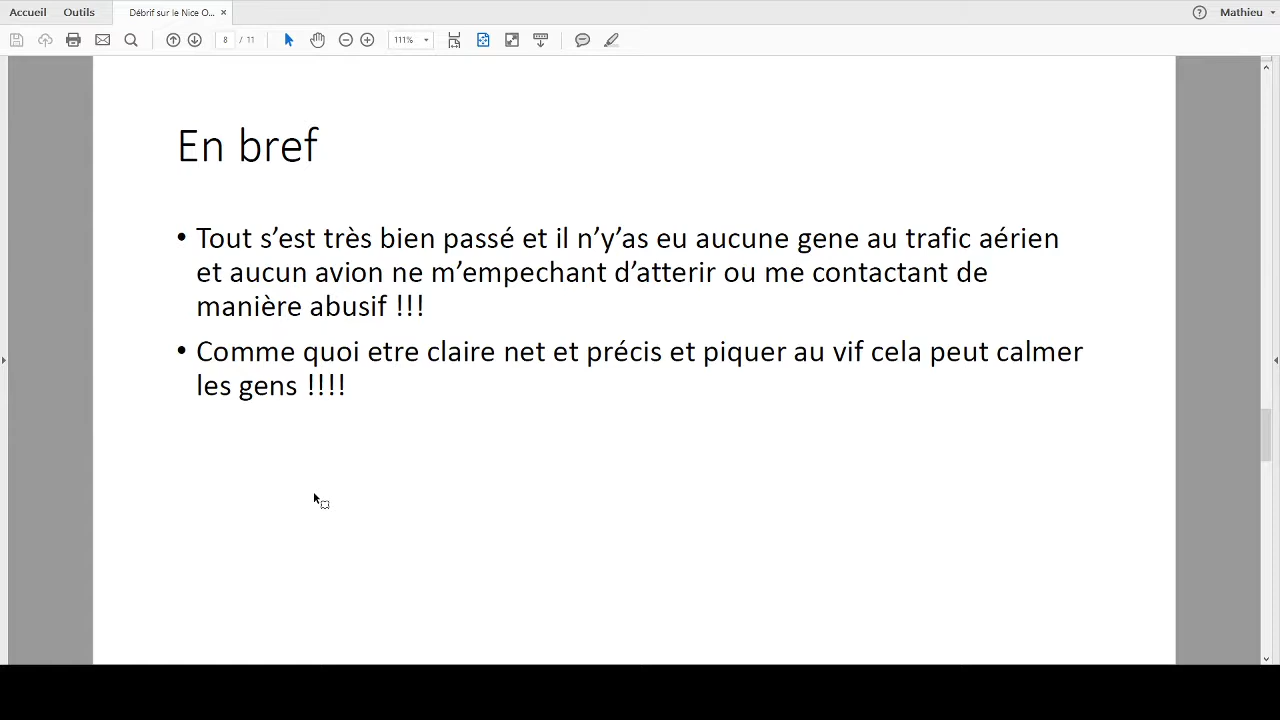 Accueil Outils Débrif sur le Nice O... × Mathieu
8 / 11 111%
En bref
• Tout s’est très bien passé et il n’y’as eu aucune gene au trafic aérien
et aucun avion ne m’empechant d’atterir ou me contactant de
manière abusif !!!
• Comme quoi etre claire net et précis et piquer au vif cela peut calmer
les gens !!!!